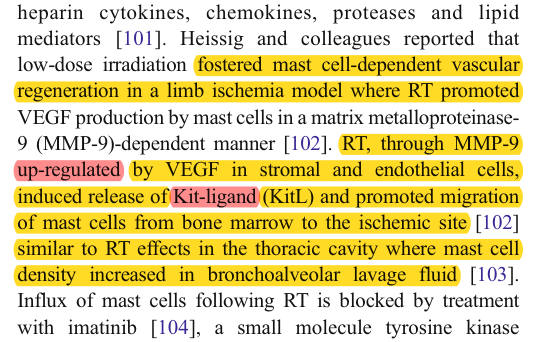 heparin cytokines, chemokines, proteases and lipid
mediators [101]. Heissig and colleagues reported that
low-dose irradiation fostered mast cell-dependent vascular
regeneration in a limb ischemia model where RT promoted
VEGF production by mast cells in a matrix metalloproteinase-
9 (MMP-9)-dependent manner [102]. RT, through MMP-9
up-regulated by VEGF in stromal and endothelial cells,
induced release of Kit-ligand (KitL) and promoted migration
of mast cells from bone marrow to the ischemic site [102]
similar to RT effects in the thoracic cavity where mast cell
density increased in bronchoalveolar lavage fluid [103].
Influx of mast cells following RT is blocked by treatment
with imatinib [104], a small molecule tyrosine kinase